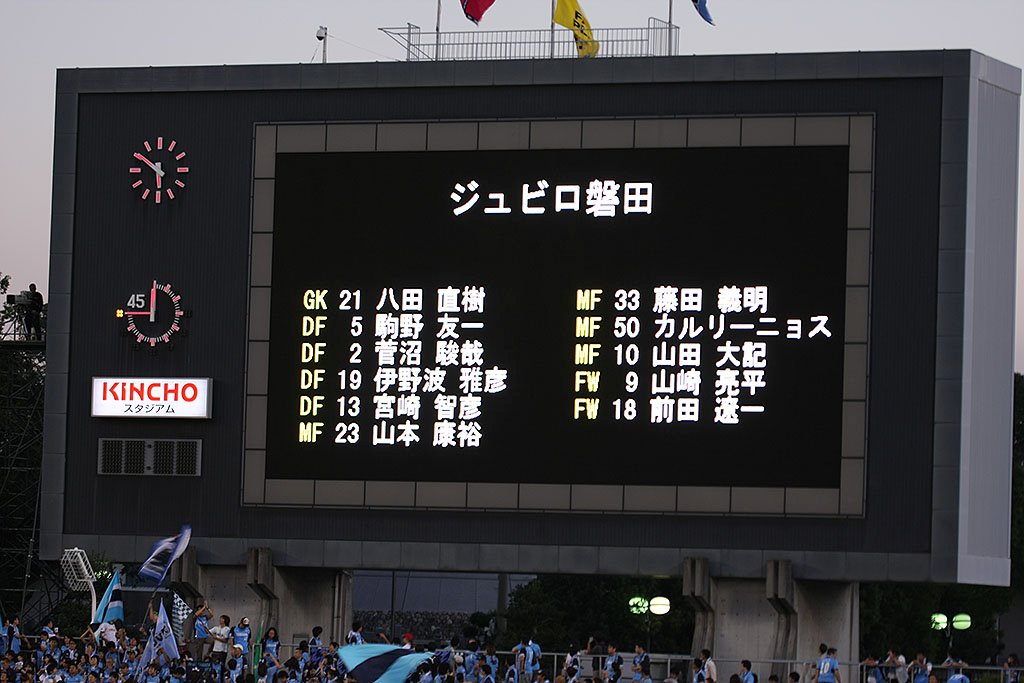 ジュビロ磐田
GK 21 八田 直樹
DF 5 駒野 友一
DF 2 菅沼 駿哉
DF 19 伊野波 雅彦
DF 13 宮崎 智彦
MF 23 山本 康裕
MF 33 藤田 義明
MF 50 カルリーニョス
MF 10 山田 大記
FW 9 山崎 亮平
FW 18 前田 遼一
45
KINCHO
スタジアム